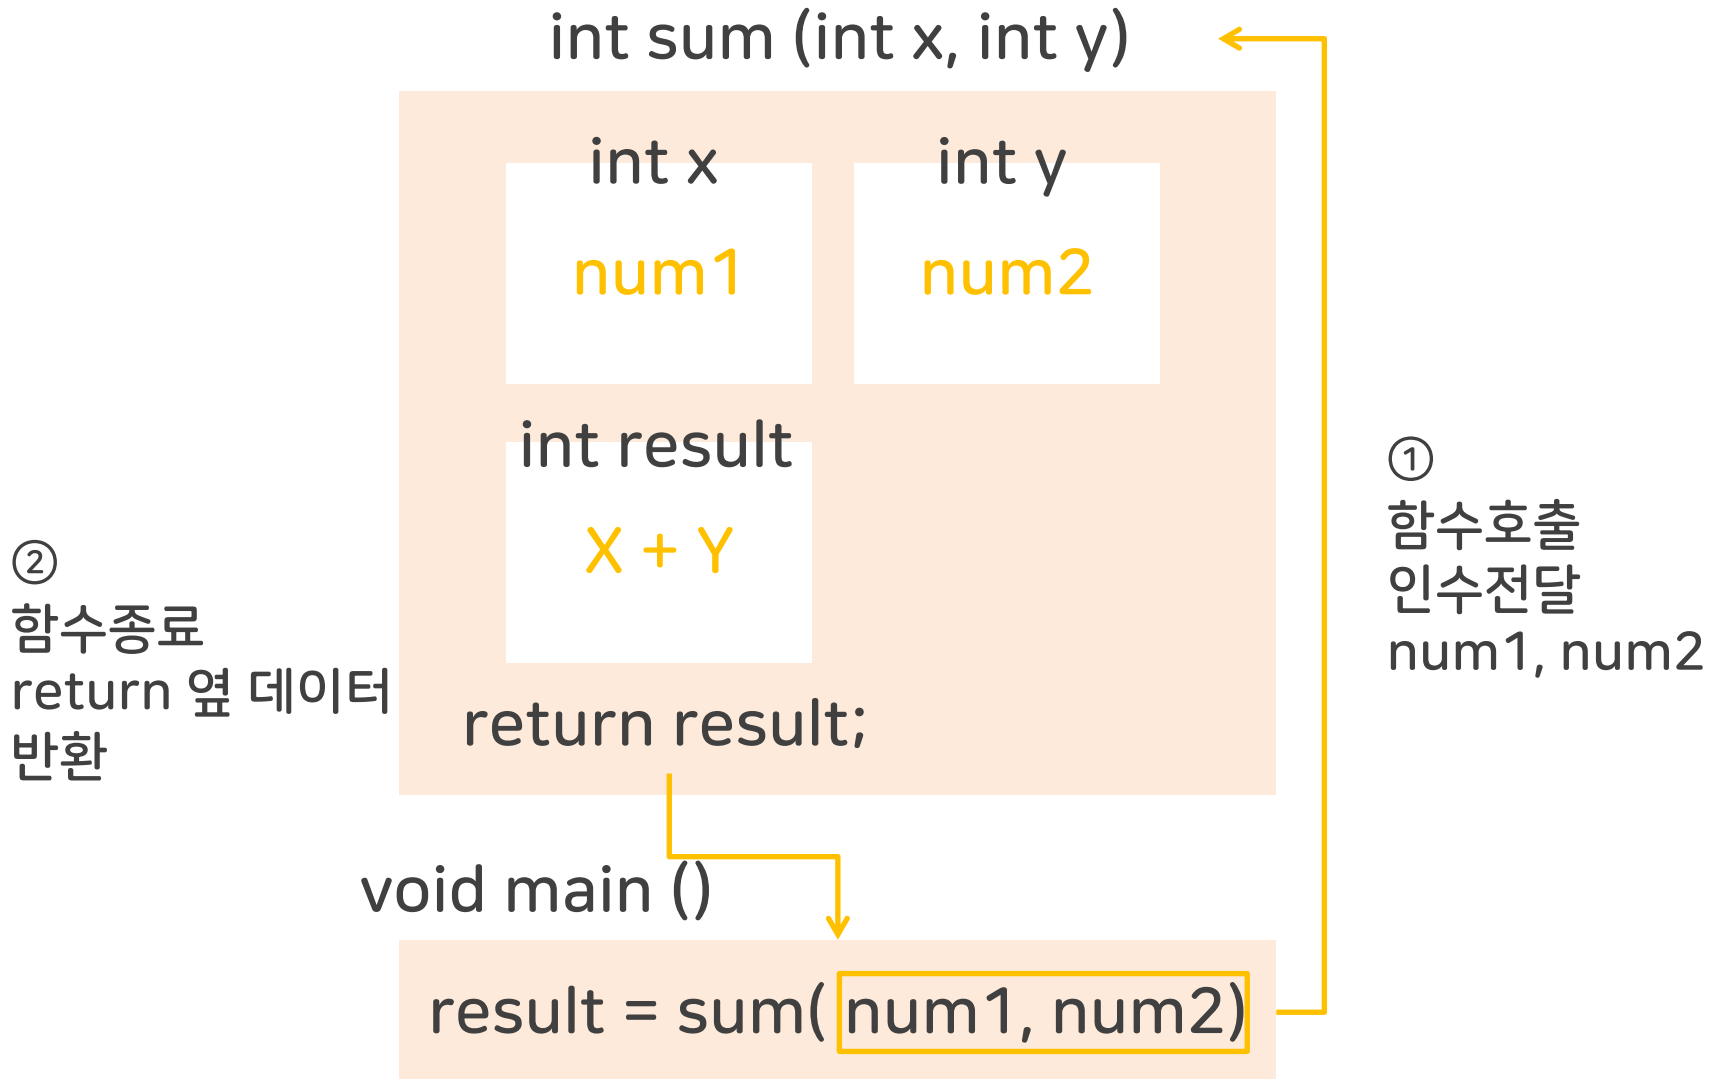 int sum (int x, int y)
int x
int y
num1
num2
int result
X + Y
return result;
①
함수호출
인수전달
num1, num2
②
함수종료
return 옆 데이터
반환
void main ()
result = sum( num1, num2)